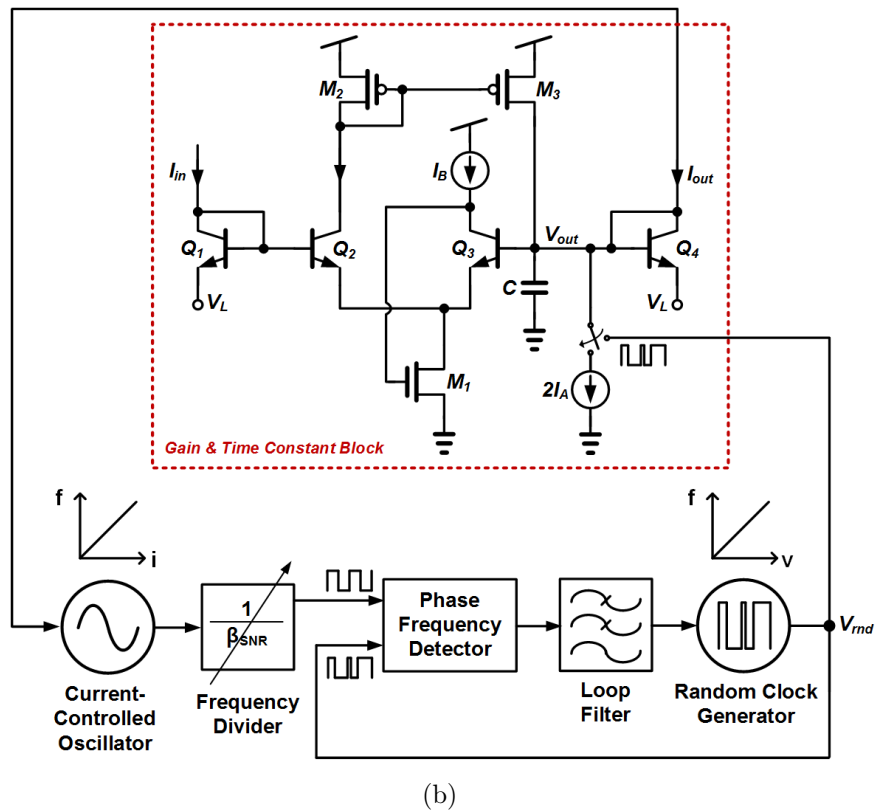 M2
M3
Iin
IB
Iout
Q1
Q2
Q3
Vout
Q4
VL
C
VL
M1
2IA
Gain & Time Constant Block
f
i
f
v
1
βSNR
Phase
Frequency
Detector
Vrnd
Current-
Controlled
Oscillator
Frequency
Divider
Loop
Filter
Random Clock
Generator
(b)